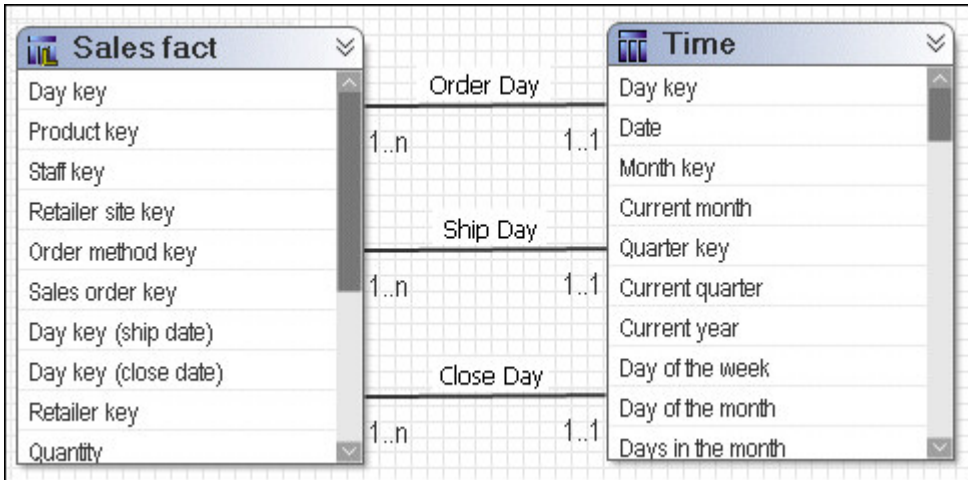 Sales fact
Day key
Product key
Staff key
Retailer site key
Order method key
Sales order key
Day key (ship date)
Day key (close date)
Retailer key
Quantity
Order Day
1..n 1..1
Ship Day
1..n 1..1
Close Day
1..n 1..1
Time
Day key
Date
Month key
Current month
Quarter key
Current quarter
Current year
Day of the week
Day of the month
Days in the month